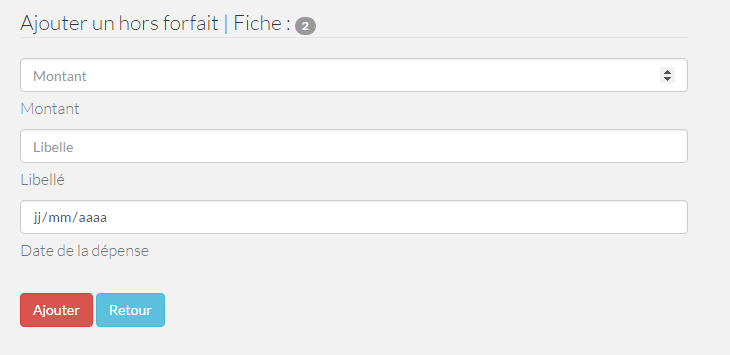 Ajouter un hors forfait | Fiche : 2
Montant
Montant
Libelle
Libellé
jj/mm/aaaa
Date de la dépense
Ajouter Retour